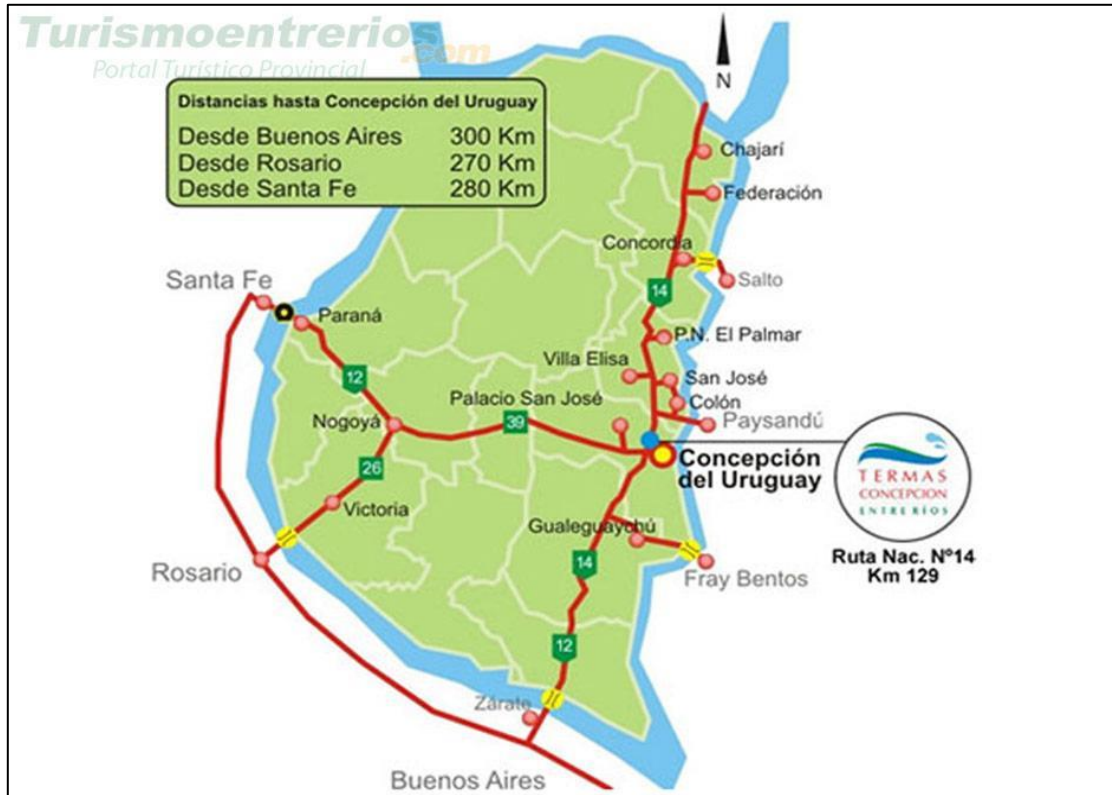 Turismoentrerios
.com
Portal Turístico Provincial
N
Distancias hasta Concepción del Uruguay
Desde Buenos Aires 300 Km
Desde Rosario 270 Km
Desde Santa Fe 280 Km
Chajarí
Federación
Concordia
Salto
Santa Fe
14
Paraná
P.N. El Palmar
Villa Elisa
San José
12
Palacio San José
Colón
Nogoyá
39
Paysandú
Concepción
del Uruguay
26
Victoria
TERMAS
CONCEPCION
ENTRE RÍOS
Gualeguaychú
Ruta Nac. Nº14
Km 129
Rosario
14
Fray Bentos
12
Zárate
Buenos Aires